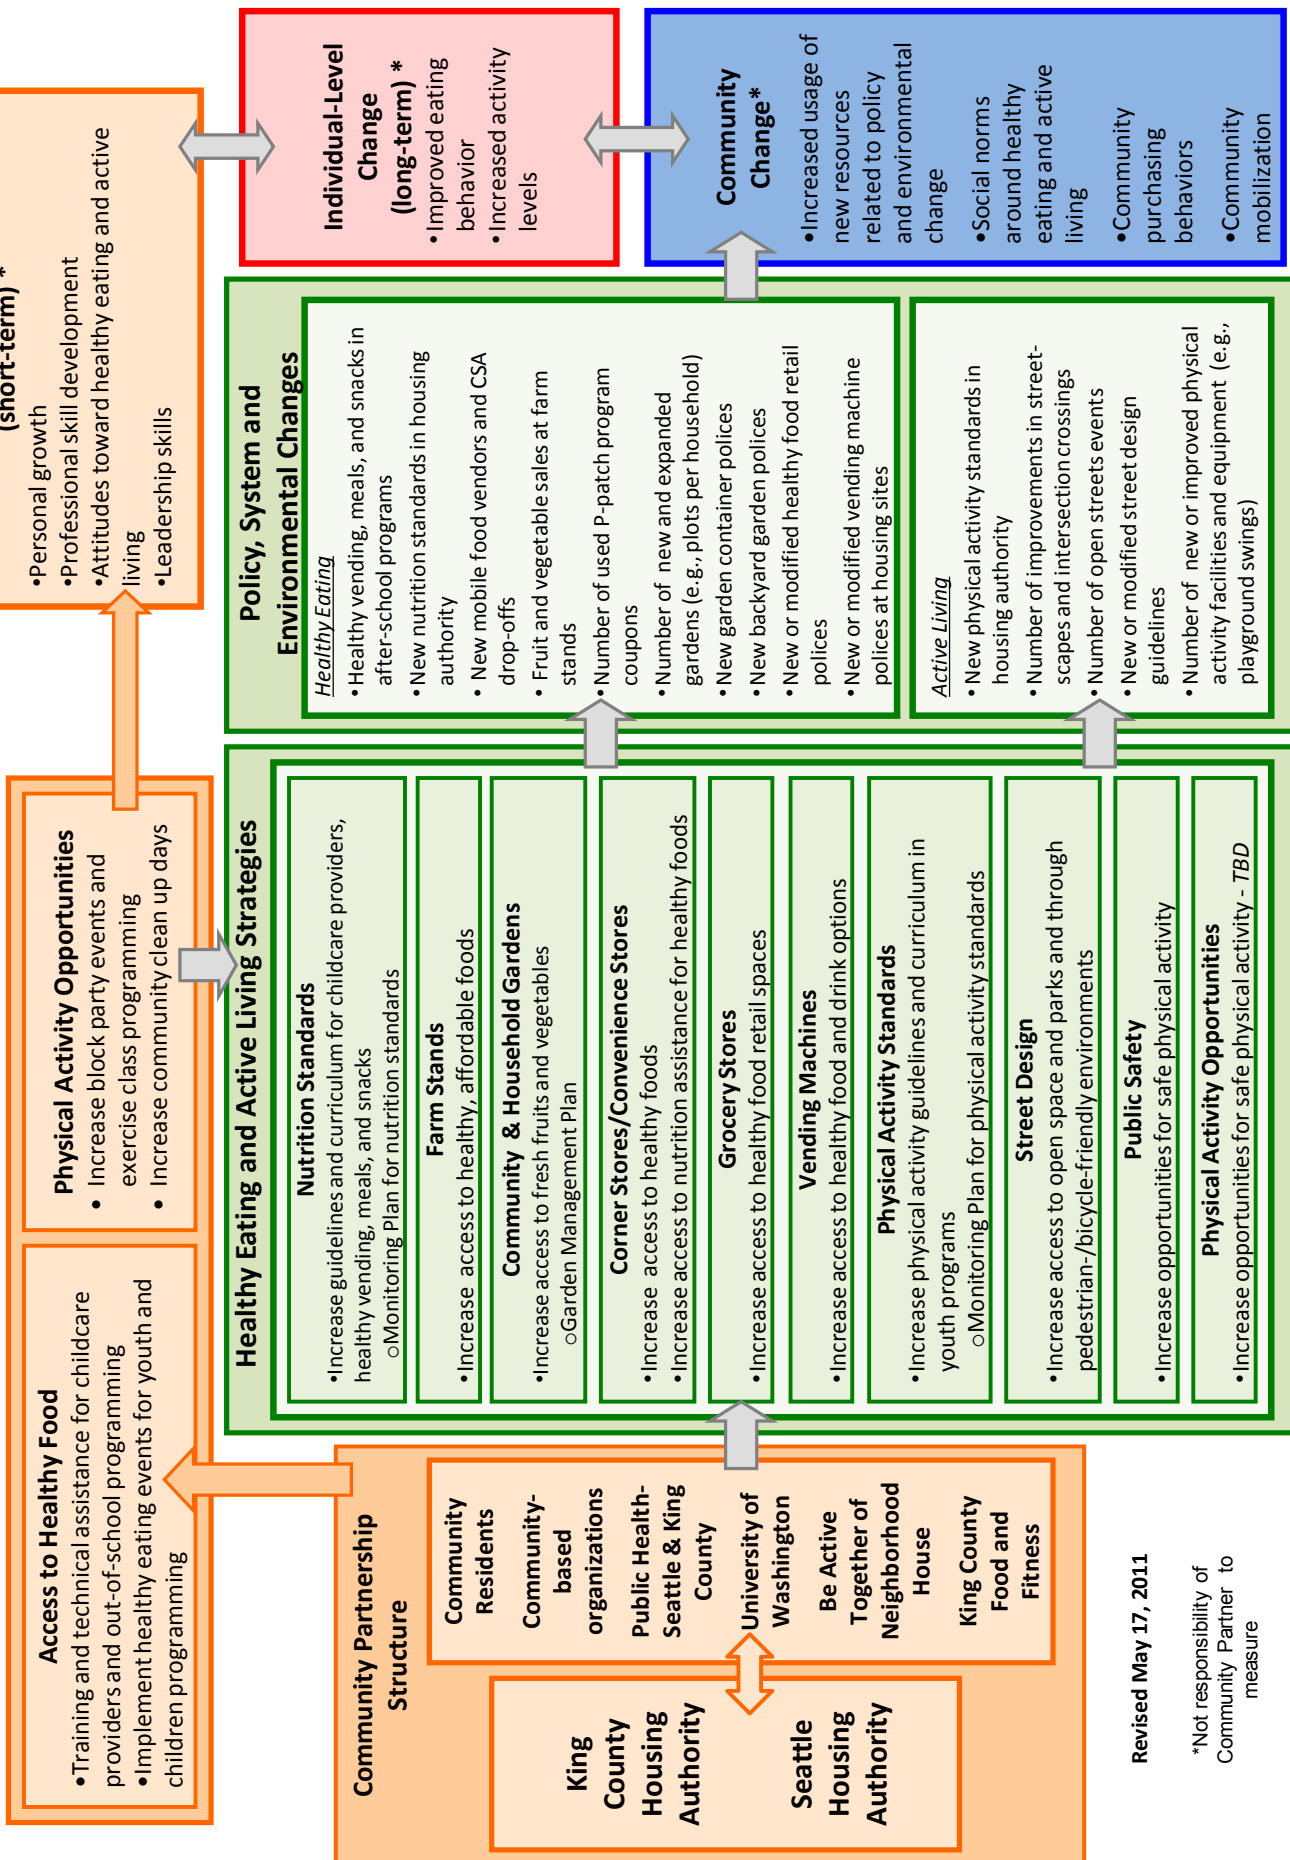 Access to Healthy Food
•Training and technical assistance for childcare
providers and out-of-school programming
•Implement healthy eating events for youth and
children programming
Physical Activity Opportunities
• Increase block party events and
exercise class programming
• Increase community clean up days
(short-term) *
•Personal growth
•Professional skill development
•Attitudes toward healthy eating and active
living
•Leadership skills
Community Partnership
Structure
King
County
Housing
Authority
Seattle
Housing
Authority
Community
Residents
Community-
based
organizations
Public Health-
Seattle & King
County
University of
Washington
Be Active
Together of
Neighborhood
House
King County
Food and
Fitness
Healthy Eating and Active Living Strategies
Nutrition Standards
•Increase guidelines and curriculum for childcare providers,
healthy vending, meals, and snacks
oMonitoring Plan for nutrition standards
Farm Stands
•Increase access to healthy, affordable foods
Community & Household Gardens
•Increase access to fresh fruits and vegetables
oGarden Management Plan
Corner Stores/Convenience Stores
•Increase access to healthy foods
•Increase access to nutrition assistance for healthy foods
Grocery Stores
•Increase access to healthy food retail spaces
Vending Machines
•Increase access to healthy food and drink options
Physical Activity Standards
•Increase physical activity guidelines and curriculum in
youth programs
oMonitoring Plan for physical activity standards
Street Design
•Increase access to open space and parks and through
pedestrian-/bicycle-friendly environments
Public Safety
•Increase opportunities for safe physical activity
Physical Activity Opportunities
•Increase opportunities for safe physical activity - TBD
Policy, System and
Environmental Changes
Healthy Eating
•Healthy vending, meals, and snacks in
after-school programs
•New nutrition standards in housing
authority
• New mobile food vendors and CSA
drop-offs
• Fruit and vegetable sales at farm
stands
•Number of used P-patch program
coupons
•Number of new and expanded
gardens (e.g., plots per household)
•New garden container polices
•New backyard garden polices
•New or modified healthy food retail
polices
•New or modified vending machine
polices at housing sites
Active Living
• New physical activity standards in
housing authority
•Number of improvements in street-
scapes and intersection crossings
•Number of open streets events
•New or modified street design
guidelines
•Number of new or improved physical
activity facilities and equipment (e.g.,
playground swings)
Individual-Level
Change
(long-term) *
•Improved eating
behavior
•Increased activity
levels
Community
Change*
•Increased usage of
new resources
related to policy
and environmental
change
•Social norms
around healthy
eating and active
living
•Community
purchasing
behaviors
•Community
mobilization
Revised May 17, 2011
*Not responsibility of
Community Partner to
measure